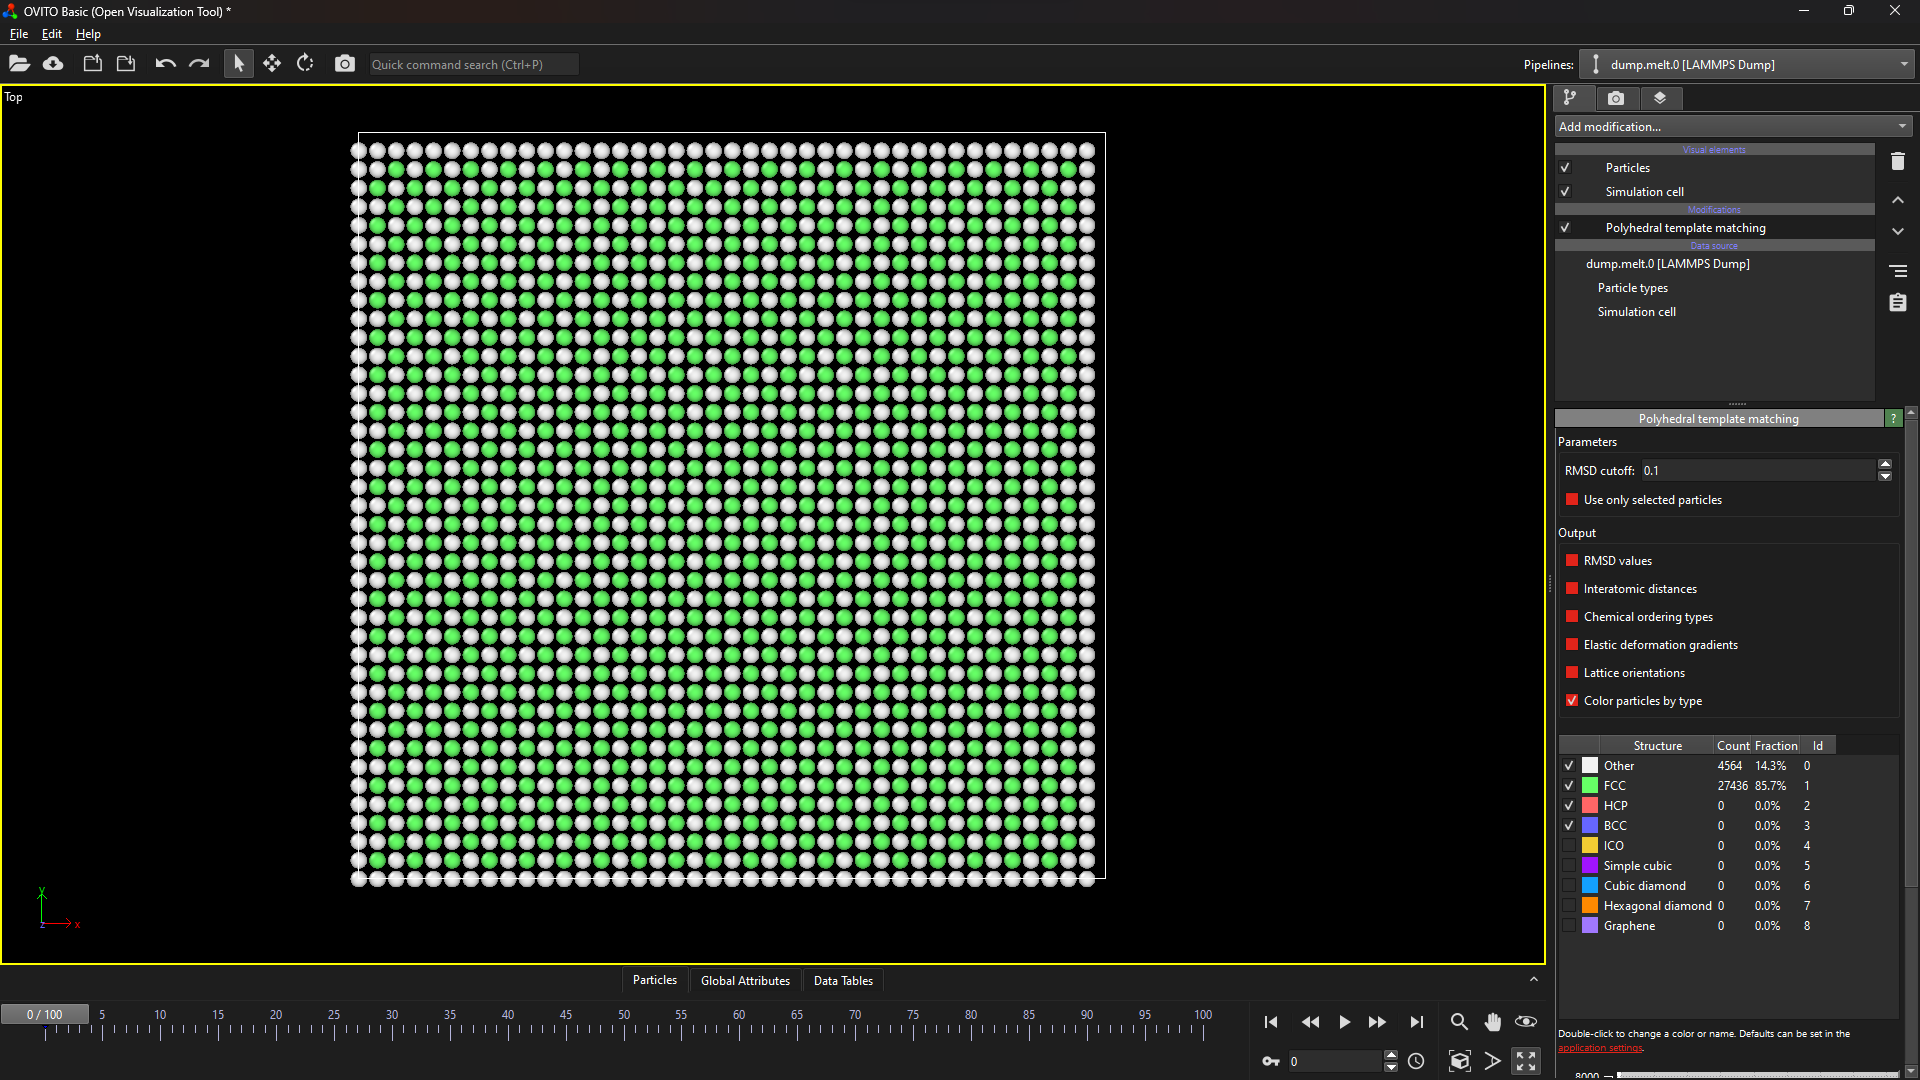 OVITO Basic (Open Visualization Tool) *
File Edit Help
Quick command search (Ctrl+P)
Pipelines: dump.melt.0 [LAMMPS Dump]
Top
Add modification...
Visual elements
Particles
Simulation cell
Modifications
Polyhedral template matching
Data source
dump.melt.0 [LAMMPS Dump]
Particle types
Simulation cell
Polyhedral template matching ?
Parameters
RMSD cutoff: 0.1
Use only selected particles
Output
RMSD values
Interatomic distances
Chemical ordering types
Elastic deformation gradients
Lattice orientations
Color particles by type
Structure Count Fraction Id
Other 4564 14.3% 0
FCC 27436 85.7% 1
HCP 0 0.0% 2
BCC 0 0.0% 3
ICO 0 0.0% 4
Simple cubic 0 0.0% 5
Cubic diamond 0 0.0% 6
Hexagonal diamond 0 0.0% 7
Graphene 0 0.0% 8
Double-click to change a color or name. Defaults can be set in the
application settings.
8000
y
z x
Particles Global Attributes Data Tables
0 / 100 5 10 15 20 25 30 35 40 45 50 55 60 65 70 75 80 85 90 95 100
0